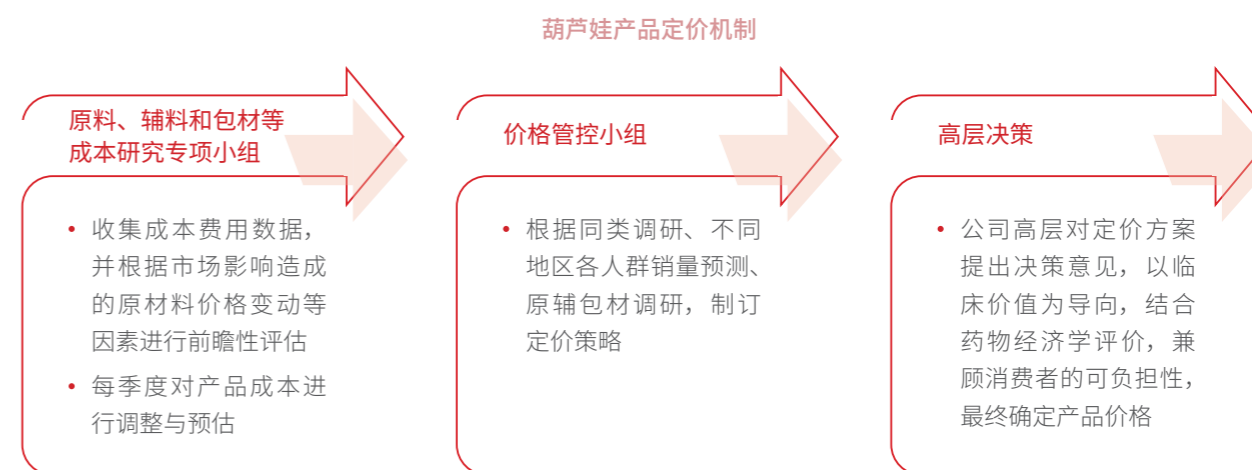 葫芦娃产品定价机制
原料、辅料和包材等
成本研究专项小组
• 收集成本费用数据，
并根据市场影响造成
的原材料价格变动等
因素进行前瞻性评估
• 每季度对产品成本进
行调整与预估
价格管控小组
• 根据同类调研、不同
地区各人群销量预测、
原辅包材调研，制订
定价策略
高层决策
• 公司高层对定价方案
提出决策意见，以临
床价值为导向，结合
药物经济学评价，兼
顾消费者的可负担性，
最终确定产品价格